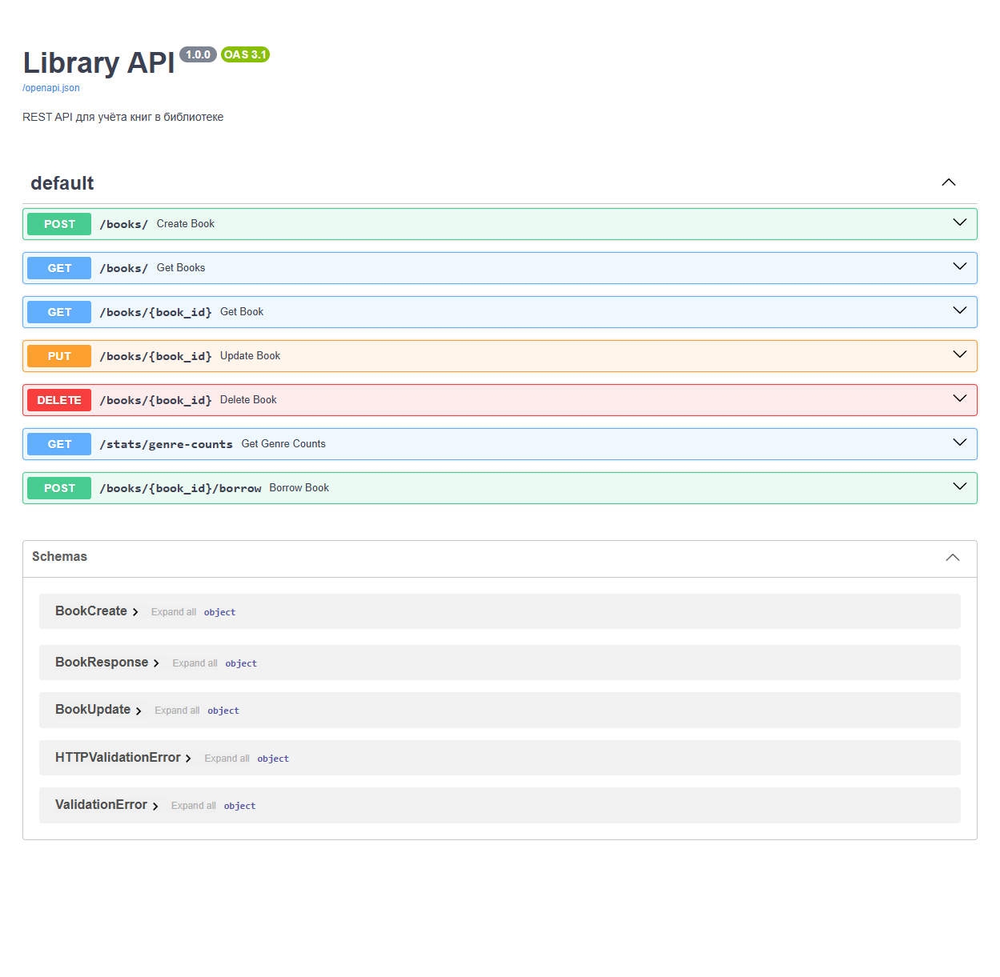 Library API 1.0.0 OAS 3.1
/openapi.json
REST API для учёта книг в библиотеке
default
POST /books/ Create Book
GET /books/ Get Books
GET /books/{book_id} Get Book
PUT /books/{book_id} Update Book
DELETE /books/{book_id} Delete Book
GET /stats/genre-counts Get Genre Counts
POST /books/{book_id}/borrow Borrow Book
Schemas
BookCreate Expand all object
BookResponse Expand all object
BookUpdate Expand all object
HTTPValidationError Expand all object
ValidationError Expand all object